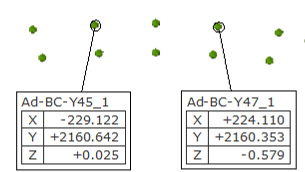 Ad-BC-Y45_1
X -229.122
Y +2160.642
Z +0.025
Ad-BC-Y47_1
X +224.110
Y +2160.353
Z -0.579